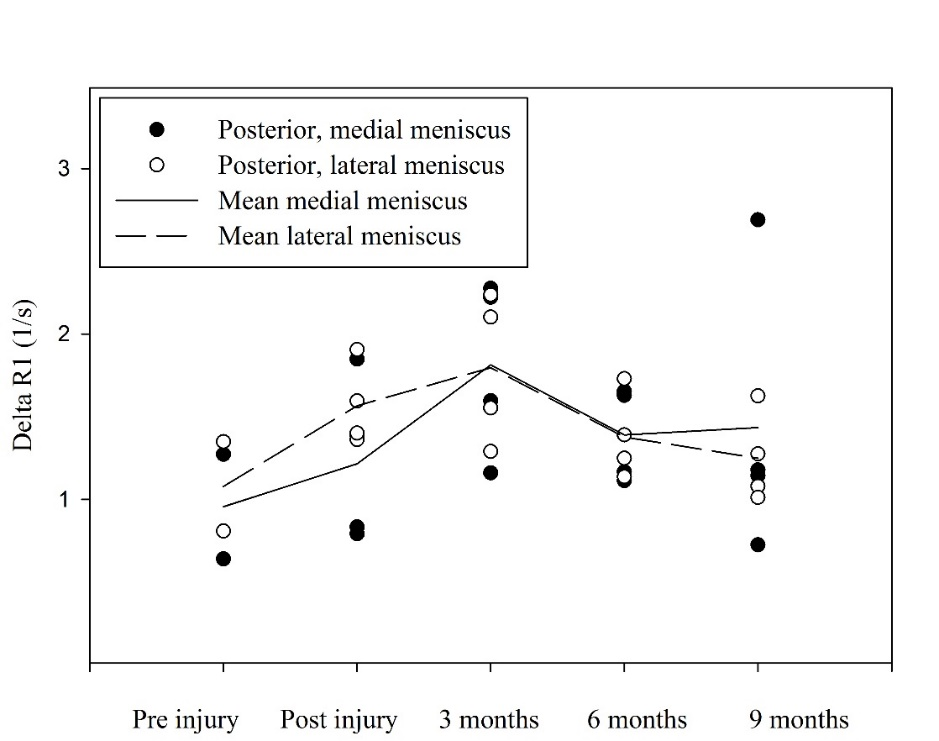 Posterior, medial meniscus
Posterior, lateral meniscus
Mean medial meniscus
Mean lateral meniscus
3
2
1
Delta R1 (1/s)
Pre injury Post injury 3 months 6 months 9 months